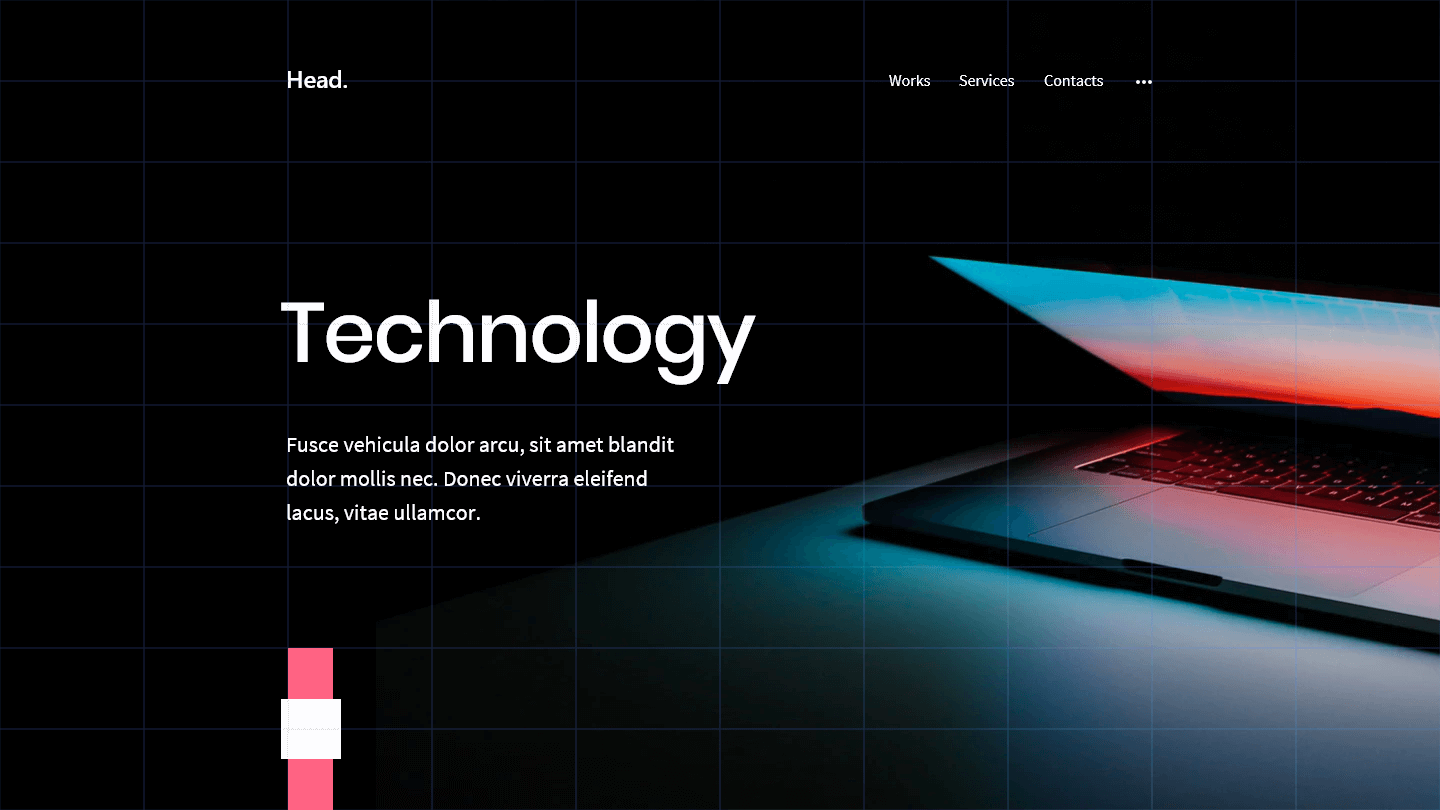 Head.
Works Services Contacts
Technology
Fusce vehicula dolor arcu, sit amet blandit
dolor mollis nec. Donec viverra eleifend
lacus, vitae ullamcor.